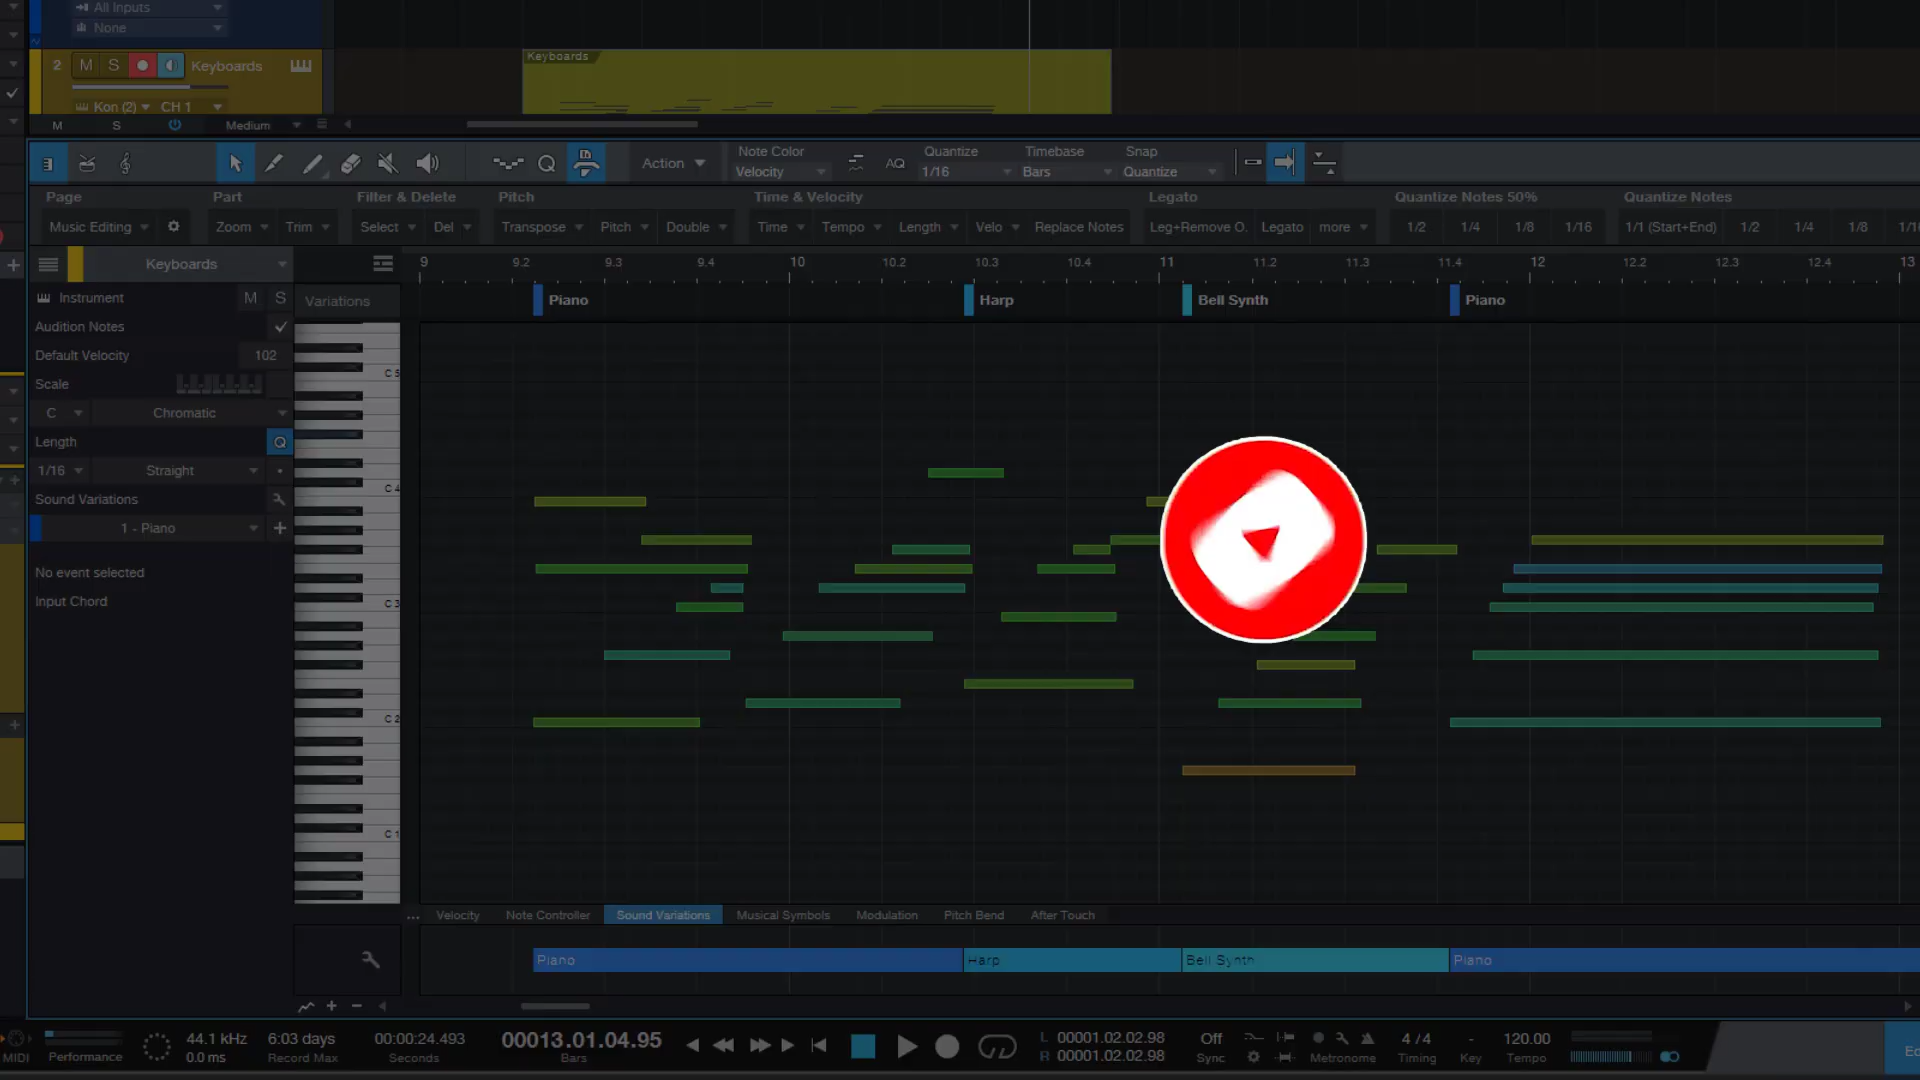 All Inputs
None
2 M S Keyboards
Kon (2) CH 1
M S Medium
Keyboards
Action
Note Color
Velocity
AQ
Quantize
1/16
Timebase
Bars
Snap
Quantize
Page Part Filter & Delete Pitch Time & Velocity Legato Quantize Notes 50% Quantize Notes
Music Editing Zoom Trim Select Del Transpose Pitch Double Time Tempo Length Velo Replace Notes Leg+Remove O. Legato more 1/2 1/4 1/8 1/16 1/1 (Start+End) 1/2 1/4 1/8
Keyboards
9 9.2 9.3 9.4 10 10.2 10.3 10.4 11 11.2 11.3 11.4 12 12.2 12.3 12.4 13
Instrument M S
Variations
Piano Harp Bell Synth Piano
Audition Notes
Default Velocity 102
Scale
C Chromatic
Length Q
1/16 Straight
Sound Variations
1 - Piano
No event selected
Input Chord
C 5
C 4
C 3
C 2
C 1
Velocity Note Controller Sound Variations Musical Symbols Modulation Pitch Bend After Touch
Piano Harp Bell Synth Piano
MIDI
Performance
44.1 kHz
0.0 ms
6:03 days
Record Max
00:00:24.493
Seconds
00013.01.04.95
Bars
L 00001.02.02.98
R 00001.02.02.98
Off
Sync
Metronome
4 / 4
Timing
-
Key
120.00
Tempo